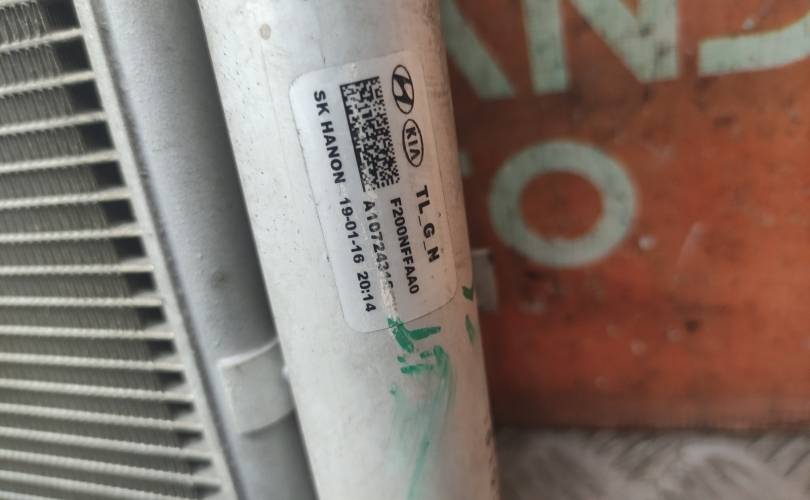 KIA
TL_G_N
F200NFFAA0
SK HANON 19-01-16 20:14